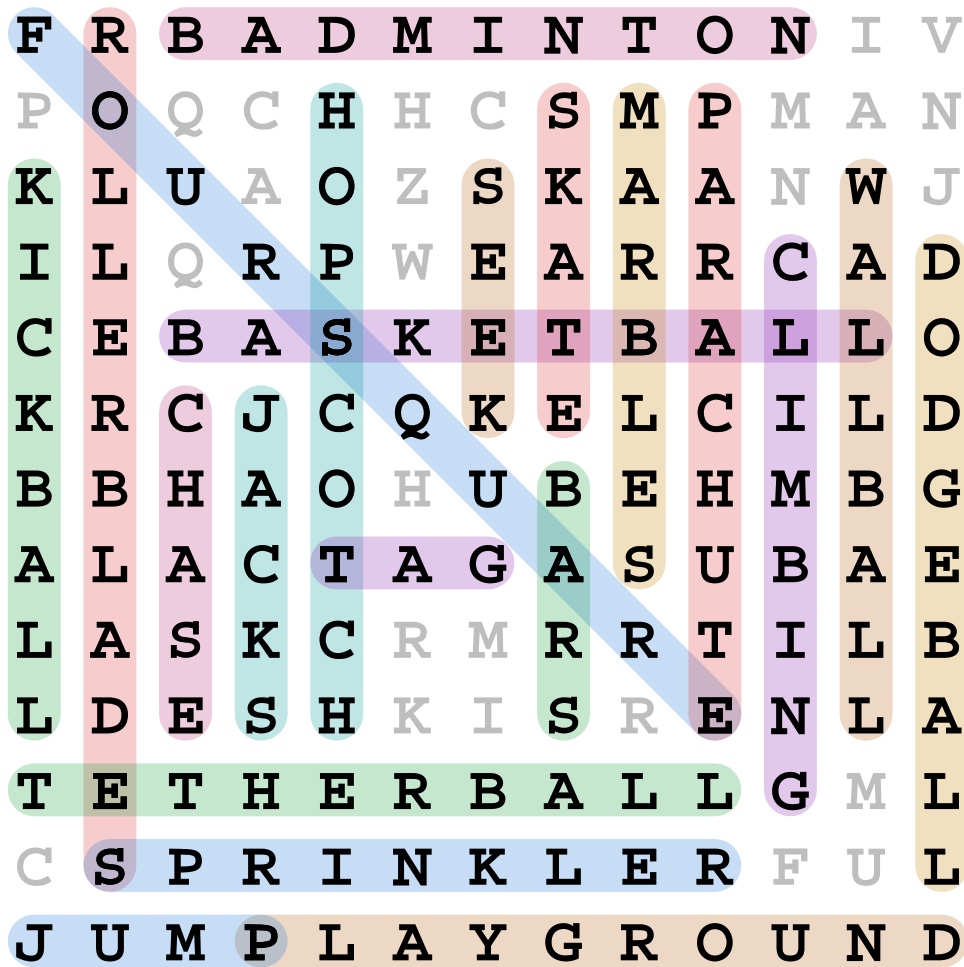 F R B A D M I N T O N I V
P O Q C H H C S M P M A N
K L U A O Z S K A A N W J
I L Q R P W E A R R C A D
C E B A S K E T B A L L O
K R C J C Q K E L C I L D
B B H A O H U B E H M B G
A L A C T A G A S U B A E
L A S K C R M R R T I L B
L D E S H K I S R E N L A
T E T H E R B A L L G M L
C S P R I N K L E R F U L
J U M P L A Y G R O U N D